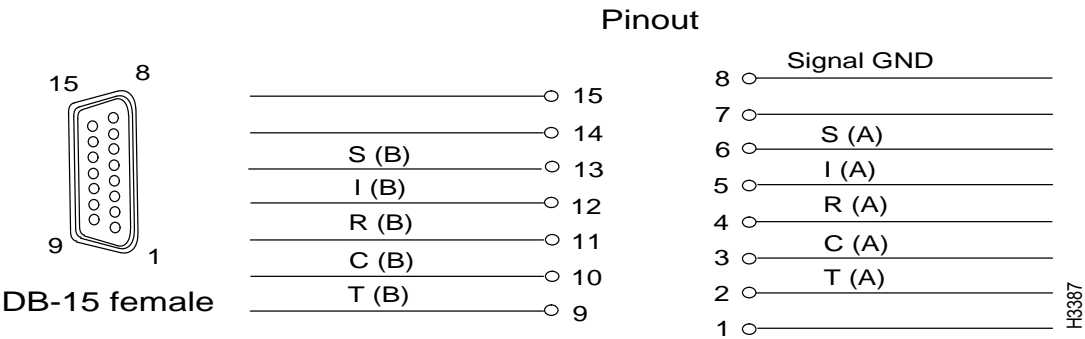 Pinout
15 8
9 1
DB-15 female
15
14
S (B) 13
I (B) 12
R (B) 11
C (B) 10
T (B) 9
8 Signal GND
7
6 S (A)
5 I (A)
4 R (A)
3 C (A)
2 T (A)
1
H3387